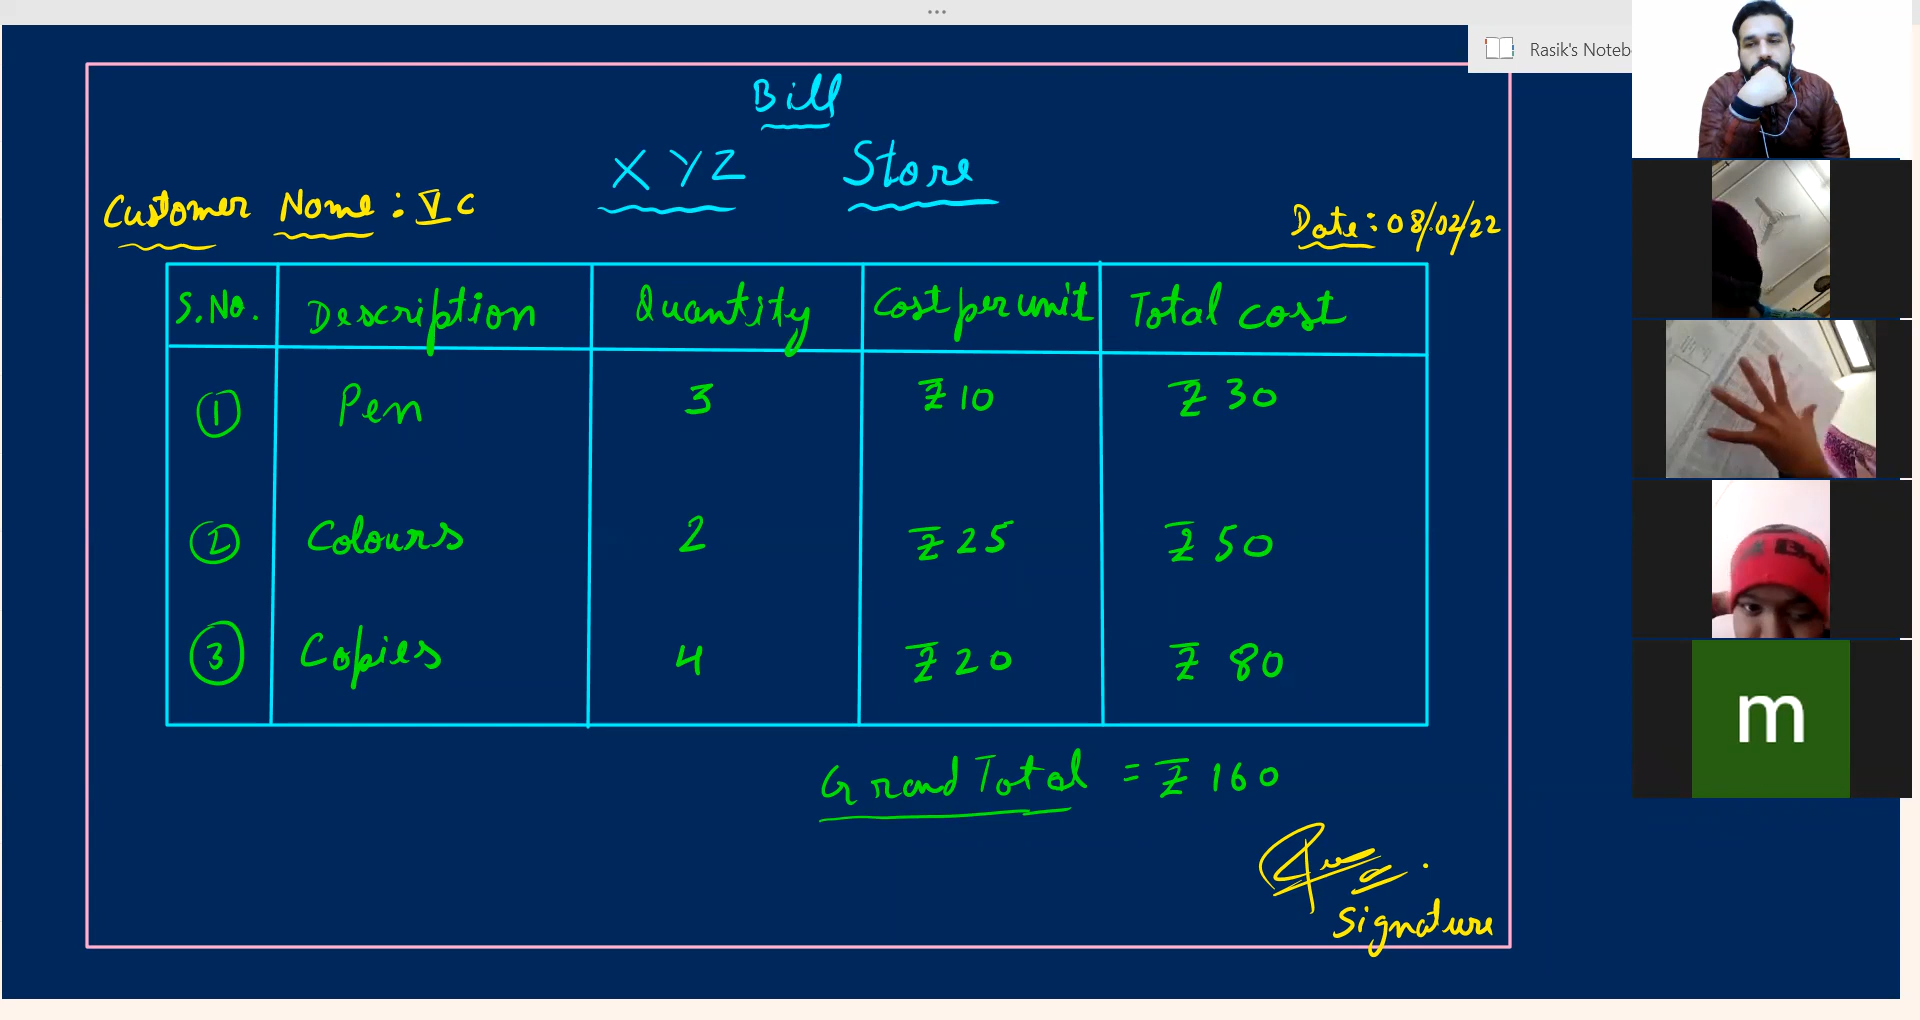 Rasik's Noteb
Bill
XYZ Store
Customer Name: V C
Date: 08/02/22
S.No. Description Quantity Cost per unit Total cost
1 Pen 3 ₹10 ₹30
2 Colours 2 ₹25 ₹50
3 Copies 4 ₹20 ₹80
Grand Total = ₹160
Signature
m